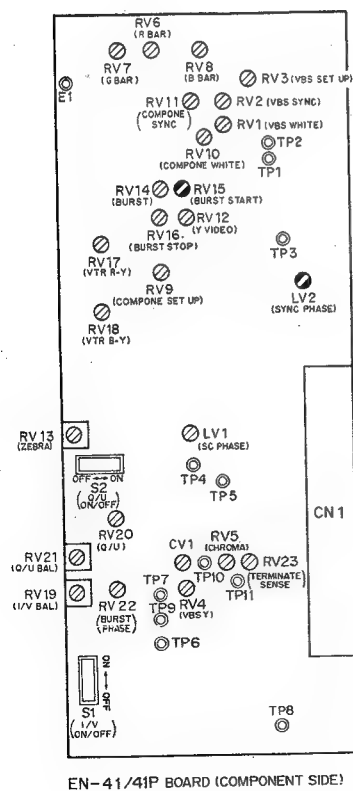 RV6
(R BAR)
RV7
(G BAR)
RV8
(B BAR)
E1
RV3 (VBS SET UP)
RV11
(COMPONE
SYNC)
RV2 (VBS SYNC)
RV1 (VBS WHITE)
RV10
(COMPONE WHITE)
TP2
TP1
RV14
(BURST)
RV15
(BURST START)
RV16
(BURST STOP)
RV12
(Y VIDEO)
TP3
RV17
(VTR R-Y)
RV9
(COMPONE SET UP)
LV2
(SYNC PHASE)
RV18
(VTR B-Y)
RV13
(ZEBRA)
LV1
(SC PHASE)
OFF ↔ ON
S2
(Q/U
ON/OFF)
TP4
TP5
CN1
RV20
(Q/U)
RV21
(Q/U BAL)
CV1
TP10
RV5
(CHROMA)
RV23
(TERMINATE
SENSE)
TP11
RV19
(I/V BAL)
RV22
(BURST
PHASE)
TP7
TP9
RV4
(VBS Y)
TP6
ON ↔ OFF
S1
(I/V
ON/OFF)
TP8
EN-41/41P BOARD (COMPONENT SIDE)